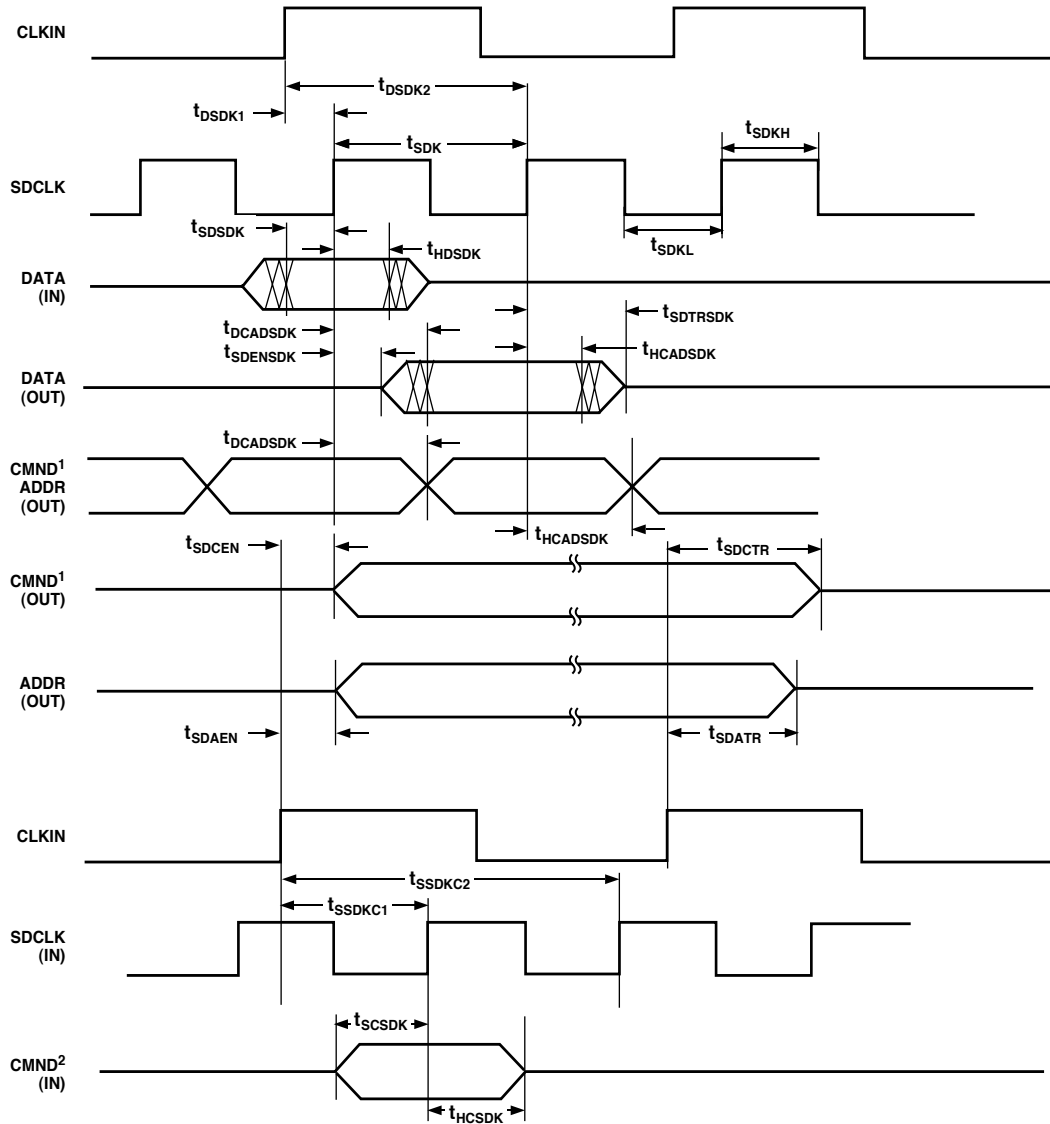 CLKIN
tDSDK2
tDSDK1
tSDK
tSDKH
SDCLK
tSDSDK
tSDKL
tHDSDK
DATA
(IN)
tSDTRSDK
tDCADSDK
tHCADSDK
tSDENSDK
DATA
(OUT)
tDCADSDK
CMND1
ADDR
(OUT)
tHCADSDK
tSDCEN
tSDCTR
CMND1
(OUT)
ADDR
(OUT)
tSDAEN
tSDATR
CLKIN
tSSDKC2
tSSDKC1
SDCLK
(IN)
tSCSDK
CMND2
(IN)
tHCSDK